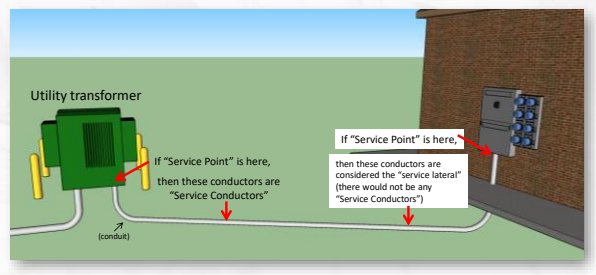 Utility transformer
If “Service Point” is here,
then these conductors are
“Service Conductors”
(conduit)
If “Service Point” is here,
then these conductors are
considered the “service lateral”
(there would not be any
“Service Conductors”)